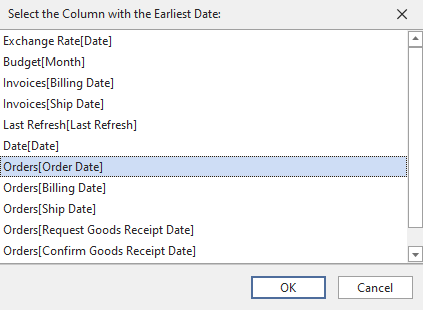 Select the Column with the Earliest Date:
Exchange Rate[Date]
Budget[Month]
Invoices[Billing Date]
Invoices[Ship Date]
Last Refresh[Last Refresh]
Date[Date]
Orders[Order Date]
Orders[Billing Date]
Orders[Ship Date]
Orders[Request Goods Receipt Date]
Orders[Confirm Goods Receipt Date]
OK
Cancel